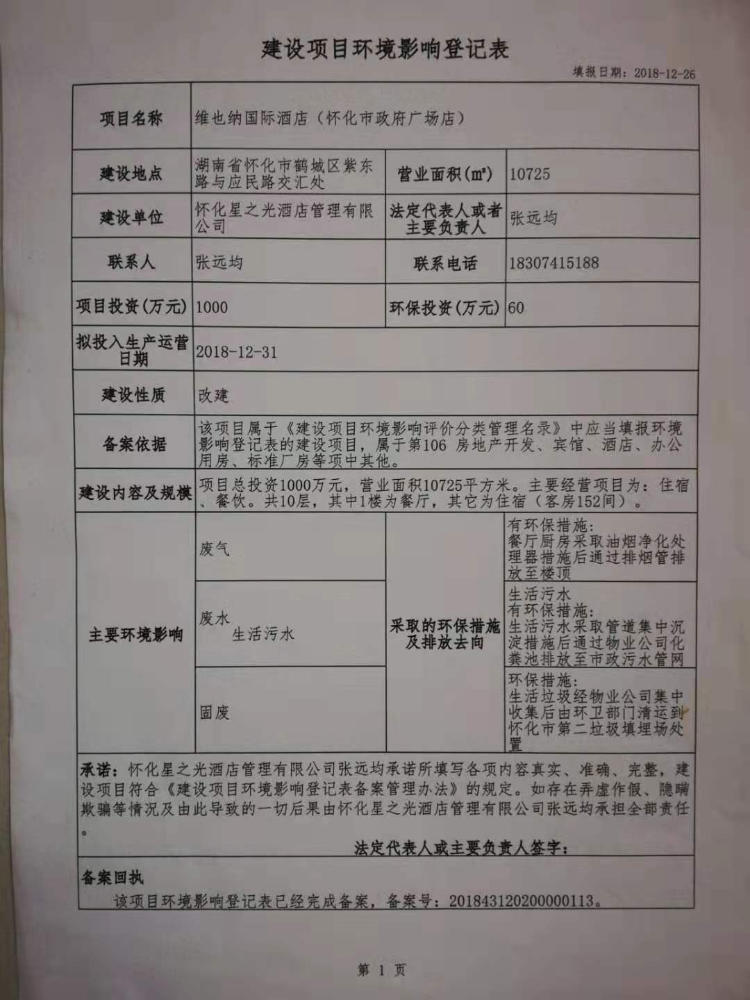 建设项目环境影响登记表
填报日期：2018-12-26
项目名称
维也纳国际酒店（怀化市政府广场店）
建设地点
湖南省怀化市鹤城区紫东
路与应民路交汇处
营业面积(㎡)
10725
建设单位
怀化星之光酒店管理有限
公司
法定代表人或者
主要负责人
张远均
联系人
张远均
联系电话
18307415188
项目投资(万元)
1000
环保投资(万元)
60
拟投入生产运营
日期
2018-12-31
建设性质
改建
备案依据
该项目属于《建设项目环境影响评价分类管理名录》中应当填报环境
影响登记表的建设项目，属于第106 房地产开发、宾馆、酒店、办公
用房、标准厂房等项中其他。
建设内容及规模
项目总投资1000万元，营业面积10725平方米。主要经营项目为：住宿
、餐饮。共10层，其中1楼为餐厅，其它为住宿（客房152间）。
主要环境影响
废气
采取的环保措施
及排放去向
有环保措施：
餐厅厨房采取油烟净化处
理器措施后通过排烟管排
放至楼顶
废水
生活污水
生活污水
有环保措施：
生活污水采取管道集中沉
淀措施后通过物业公司化
粪池排放至市政污水管网
固废
环保措施：
生活垃圾经物业公司集中
收集后由环卫部门清运到
怀化市第二垃圾填埋场处
置
承诺：怀化星之光酒店管理有限公司张远均承诺所填写各项内容真实、准确、完整，建
设项目符合《建设项目环境影响登记表备案管理办法》的规定。如存在弄虚作假、隐瞒
欺骗等情况及由此导致的一切后果由怀化星之光酒店管理有限公司张远均承担全部责任
。
法定代表人或主要负责人签字：
备案回执
该项目环境影响登记表已经完成备案，备案号：201843120200000113。
第 1 页